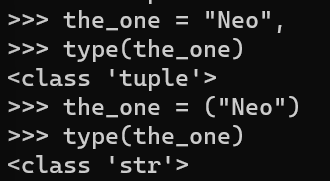 >>> the_one = "Neo",
>>> type(the_one)
<class 'tuple'>
>>> the_one = ("Neo")
>>> type(the_one)
<class 'str'>